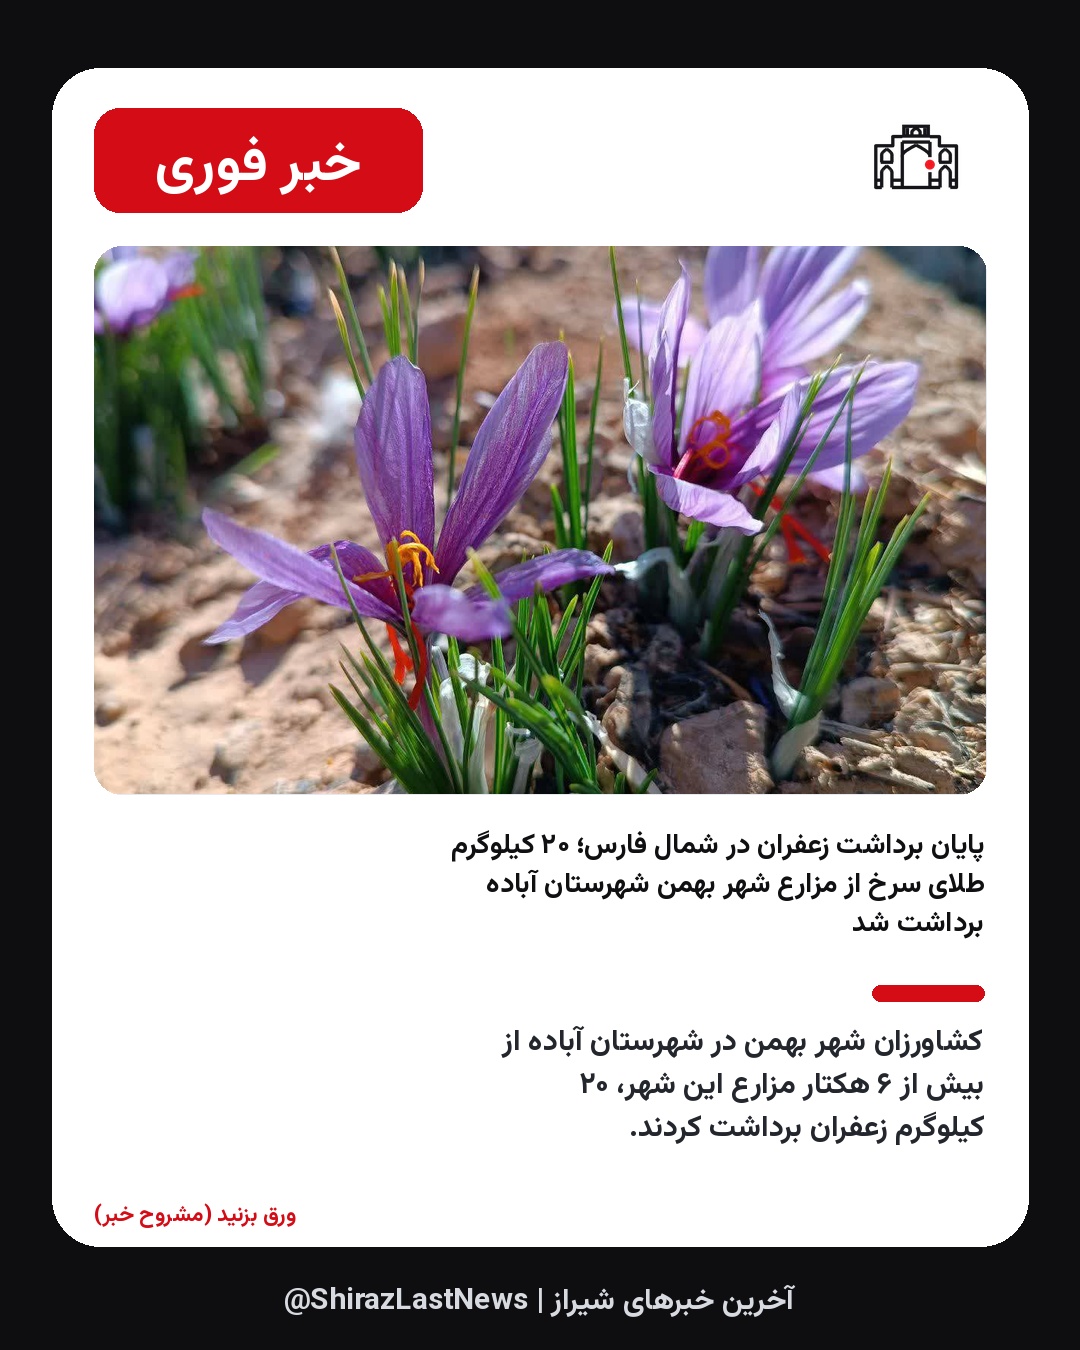 خبر فوری
پایان برداشت زعفران در شمال فارس؛ ۲۰ کیلوگرم
طلای سرخ از مزارع شهر بهمن شهرستان آباده
برداشت شد
کشاورزان شهر بهمن در شهرستان آباده از
بیش از ۶ هکتار مزارع این شهر، ۲۰
کیلوگرم زعفران برداشت کردند.
ورق بزنید (مشروح خبر)
آخرین خبرهای شیراز | @ShirazLastNews